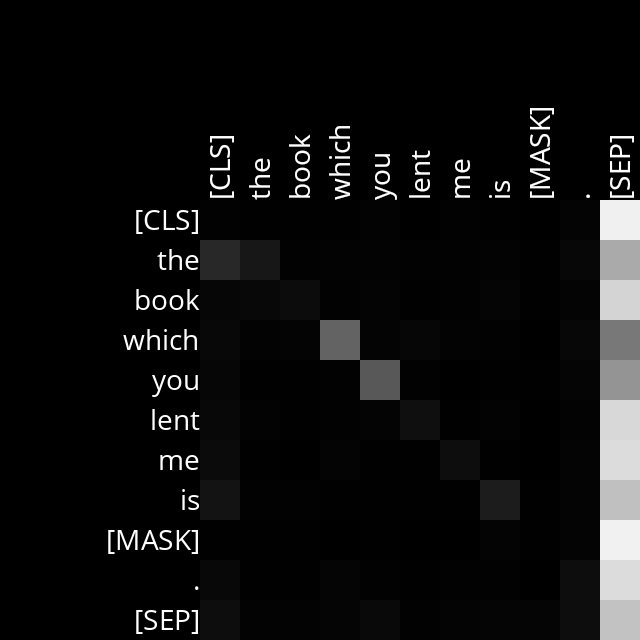 [CLS] the book which you lent me is [MASK] . [SEP]
[CLS]
the
book
which
you
lent
me
is
[MASK]
.
[SEP]